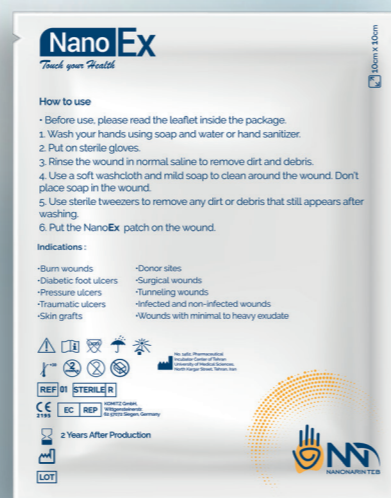 NanoEx
Touch your Health
10cm x 10cm
How to use
• Before use, please read the leaflet inside the package.
1. Wash your hands using soap and water or hand sanitizer.
2. Put on sterile gloves.
3. Rinse the wound in normal saline to remove dirt and debris.
4. Use a soft washcloth and mild soap to clean around the wound. Don't
place soap in the wound.
5. Use sterile tweezers to remove any dirt or debris that still appears after
washing.
6. Put the NanoEx patch on the wound.
Indications :
•Burn wounds
•Diabetic foot ulcers
•Pressure ulcers
•Traumatic ulcers
•Skin grafts
•Donor sites
•Surgical wounds
•Tunneling wounds
•Infected and non-infected wounds
•Wounds with minimal to heavy exudate
No. 1462, Pharmaceutical
Incubator Center of Tehran
University of Medical Sciences,
North Kargar Street, Tehran, Iran
REF 01 STERILE R
CE 2195 EC REP
KONITZ GmbH,
57072 Siegen, Germany
2 Years After Production
LOT
NANONARIN TEB